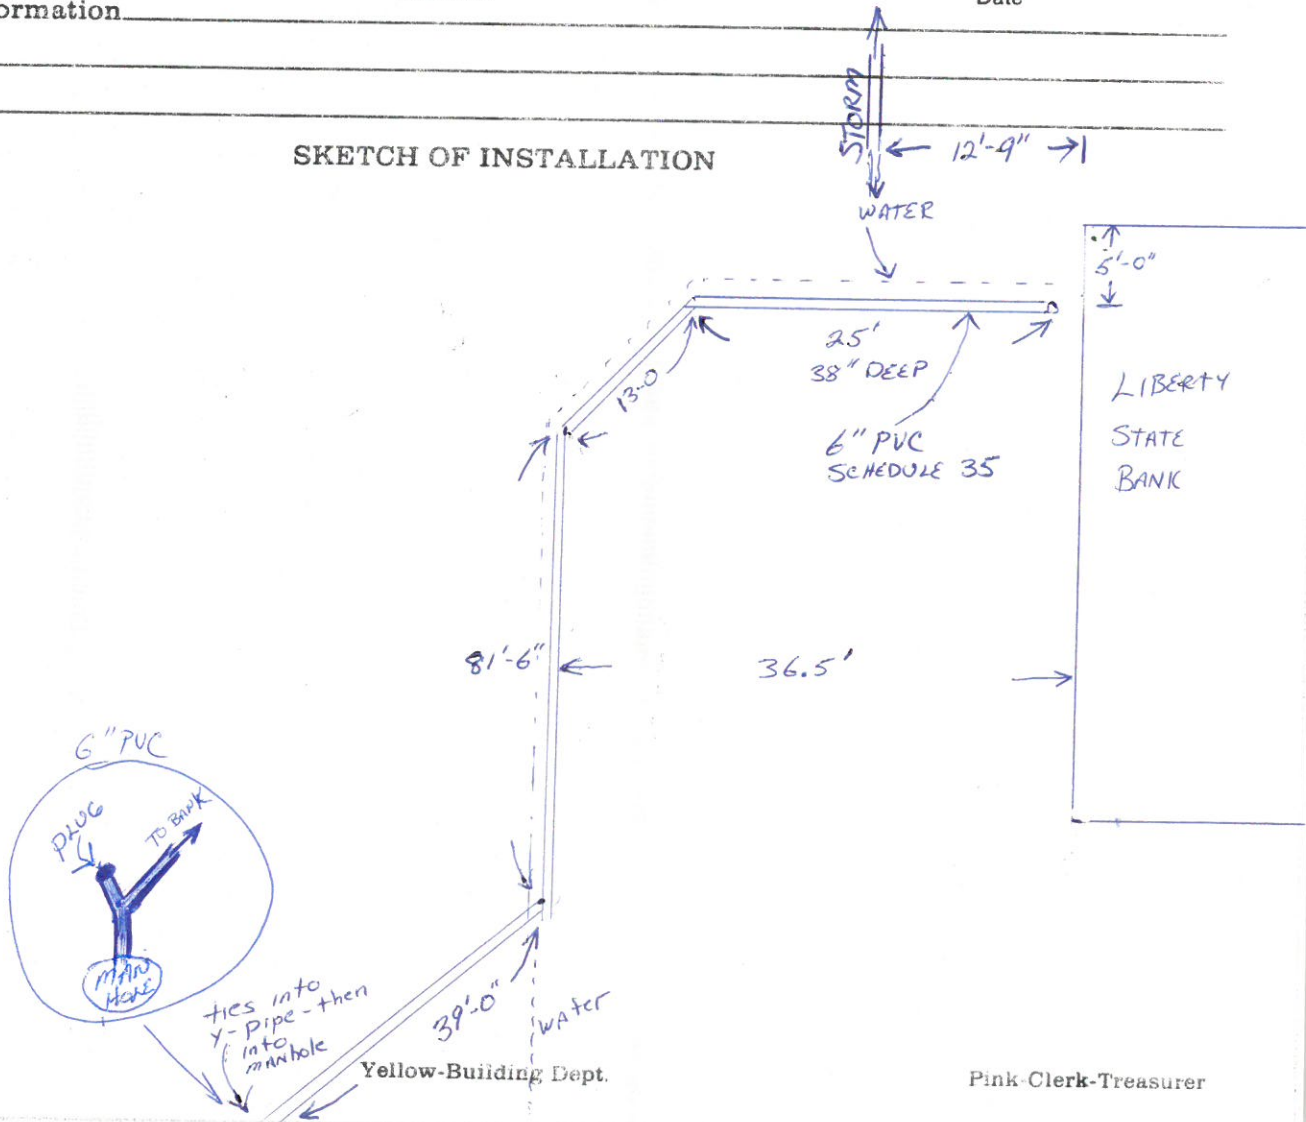 ormation
Date
STORM
12'-9"
SKETCH OF INSTALLATION
WATER
5'-0"
25'
38" DEEP
13-0
6" PVC
SCHEDULE 35
LIBERTY
STATE
BANK
81'-6"
36.5'
6" PVC
PLUG
TO BANK
MAN
HOLE
ties into
Y-Pipe-then
into
MANhole
39'-0"
WATer
Yellow-Building Dept.
Pink-Clerk-Treasurer